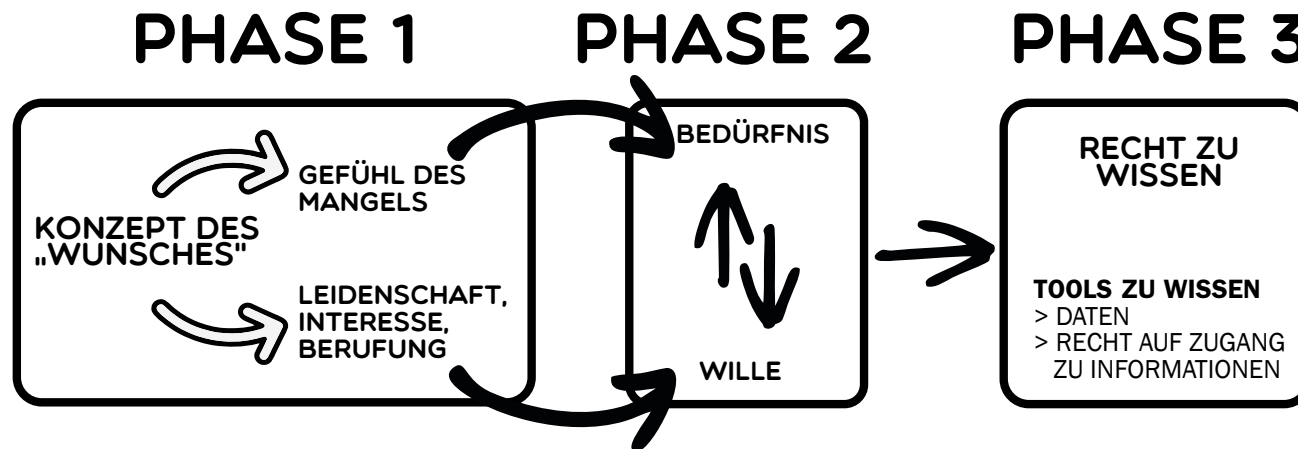 PHASE 1
PHASE 2
PHASE 3
GEFÜHL DES
MANGELS
KONZEPT DES
„WUNSCHES"
LEIDENSCHAFT,
INTERESSE,
BERUFUNG
BEDÜRFNIS
WILLE
RECHT ZU
WISSEN
TOOLS ZU WISSEN
> DATEN
> RECHT AUF ZUGANG
ZU INFORMATIONEN